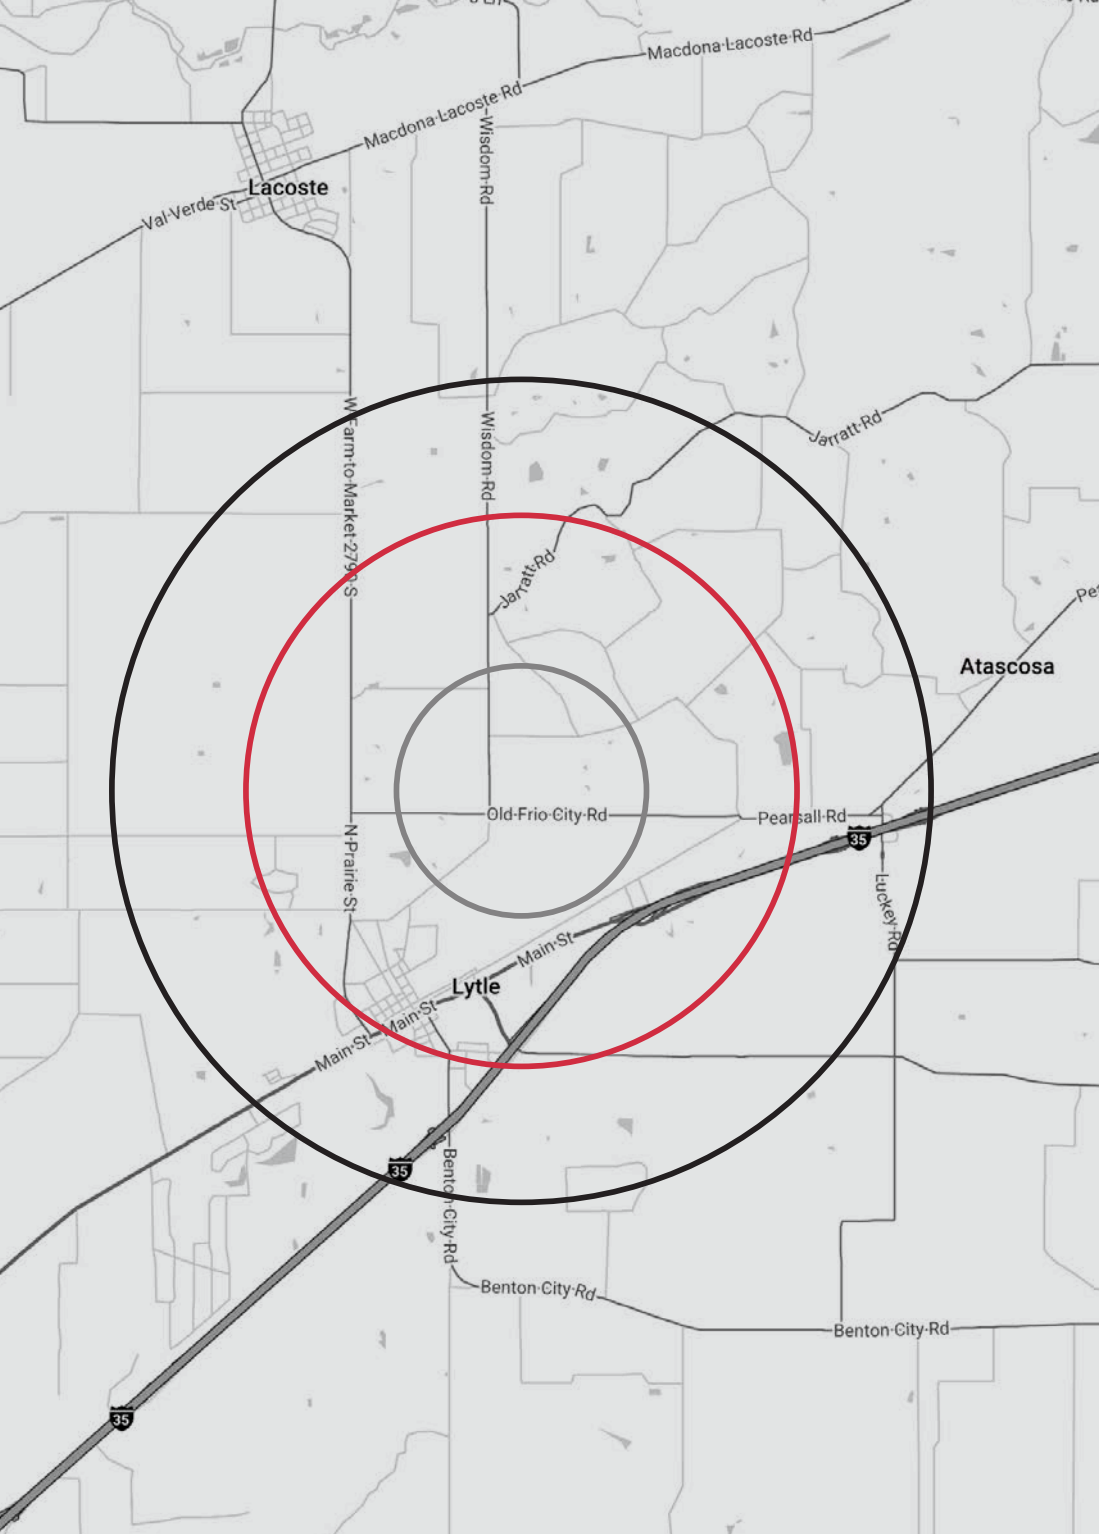 Macdona-Lacoste Rd
Macdona-Lacoste Rd
Wisdom-Rd
Lacoste
Val-Verde St
W-Farm-to-Market-2790-S
Wisdom-Rd
Jarratt-Rd
Jarratt-Rd
Atascosa
Old-Frio-City-Rd
Pearsall-Rd
35
N-Prairie-St
Luckey-Rd
Main-St
Lytle
Main-St
Main-St
35
Benton-City-Rd
Benton-City-Rd
Benton-City-Rd
35